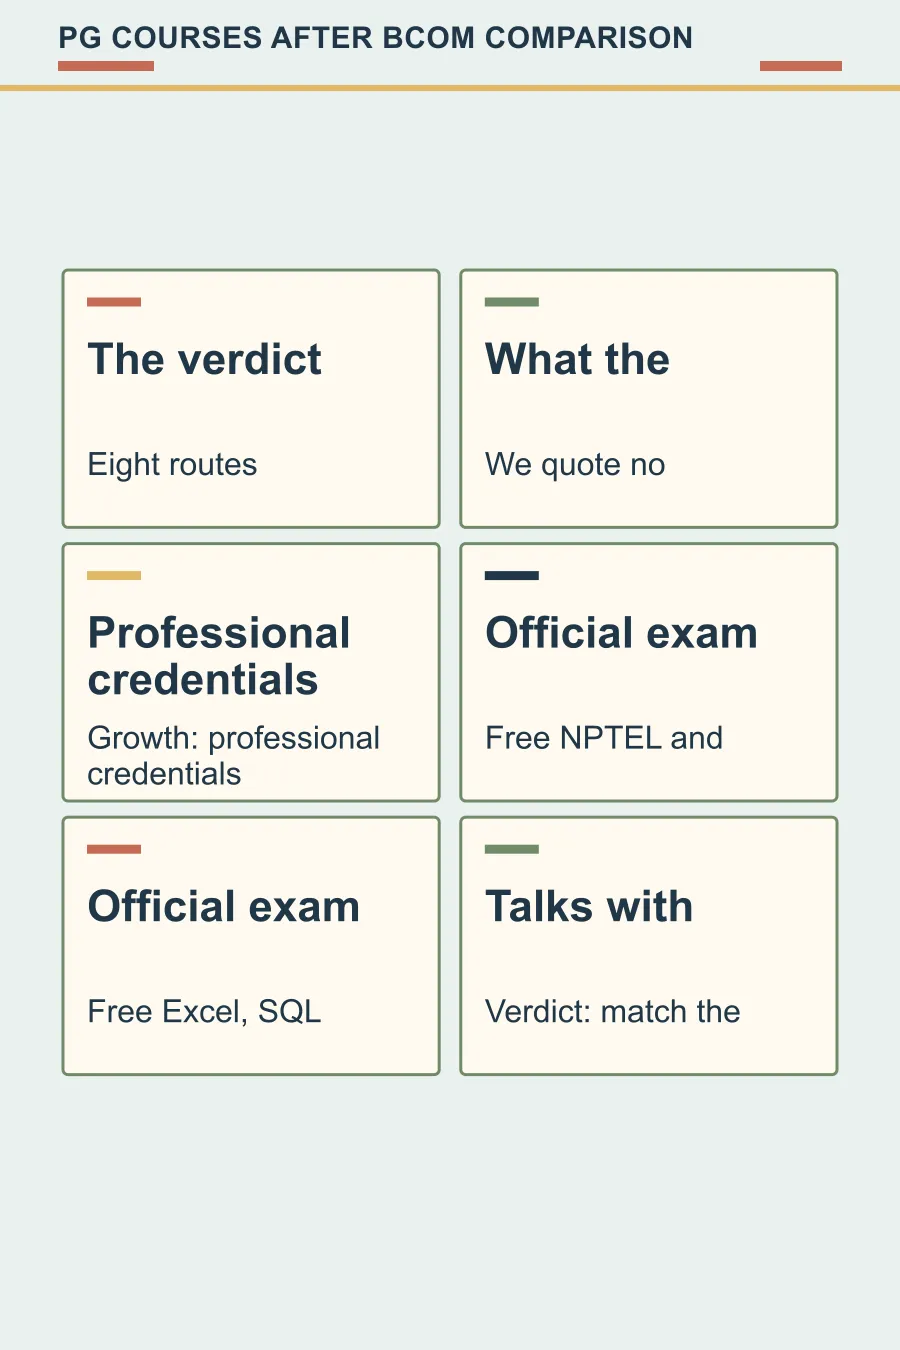 PG COURSES AFTER BCOM COMPARISON
The verdict
Eight routes
What the
We quote no
Professional
credentials
Growth: professional
credentials
Official exam
Free NPTEL and
Official exam
Free Excel, SQL
Talks with
Verdict: match the